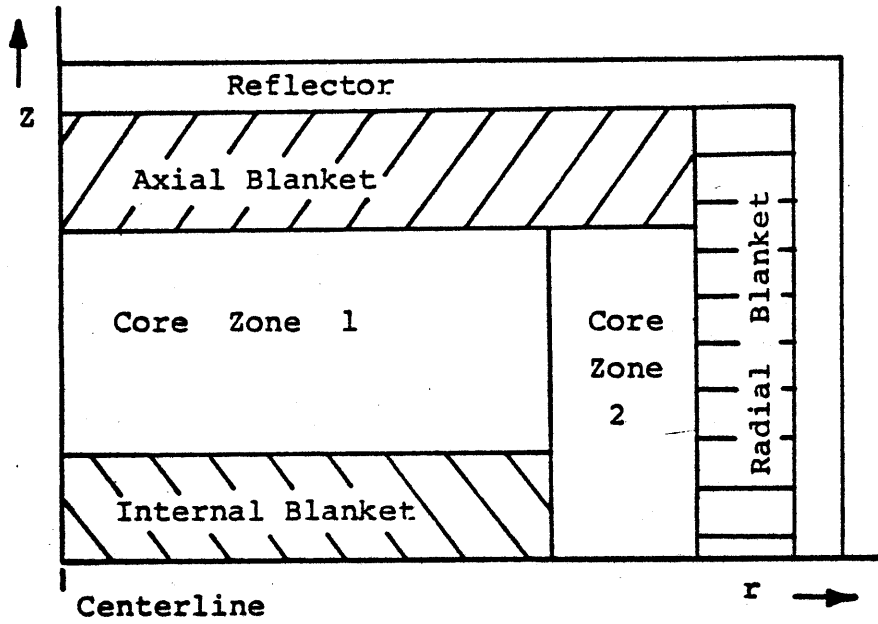 Reflector
Z
Axial Blanket
Core Zone 1
Core
Zone
2
Radial Blanket
Internal Blanket
r
Centerline